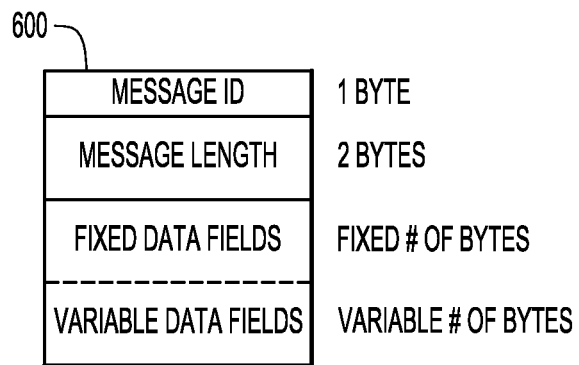 600
MESSAGE ID 1 BYTE
MESSAGE LENGTH 2 BYTES
FIXED DATA FIELDS FIXED # OF BYTES
VARIABLE DATA FIELDS VARIABLE # OF BYTES